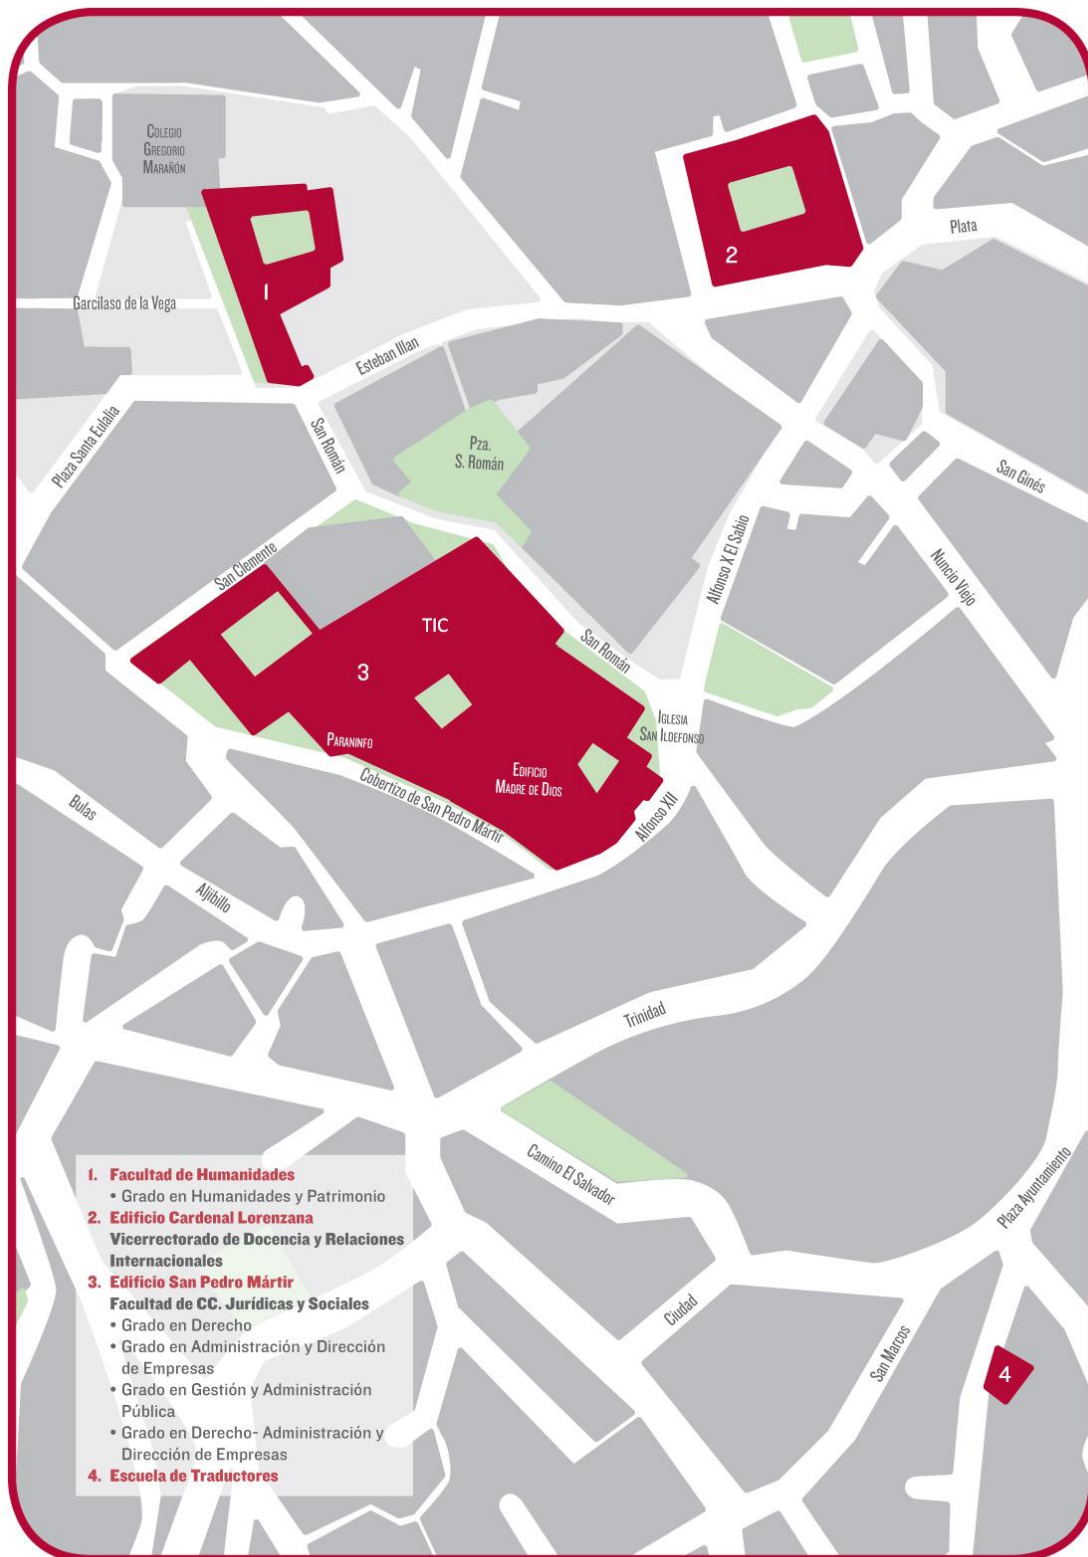 Colegio
Gregorio
Marañón
1
2
Plata
Garcilaso de la Vega
Esteban Illan
Plaza Santa Eulalia
San Román
Pza.
S. Román
San Ginés
San Clemente
Alfonso X El Sabio
Nuncio Viejo
TIC
3
San Román
Iglesia
San Ildefonso
Paraninfo
Edificio
Madre de Dios
Cobertizo de San Pedro Mártir
Alfonso XII
Bulas
Aljibillo
Trinidad
Camino El Salvador
Plaza Ayuntamiento
Ciudad
San Marcos
4
1. Facultad de Humanidades
• Grado en Humanidades y Patrimonio
2. Edificio Cardenal Lorenzana
Vicerrectorado de Docencia y Relaciones
Internacionales
3. Edificio San Pedro Mártir
Facultad de CC. Jurídicas y Sociales
• Grado en Derecho
• Grado en Administración y Dirección
de Empresas
• Grado en Gestión y Administración
Pública
• Grado en Derecho- Administración y
Dirección de Empresas
4. Escuela de Traductores